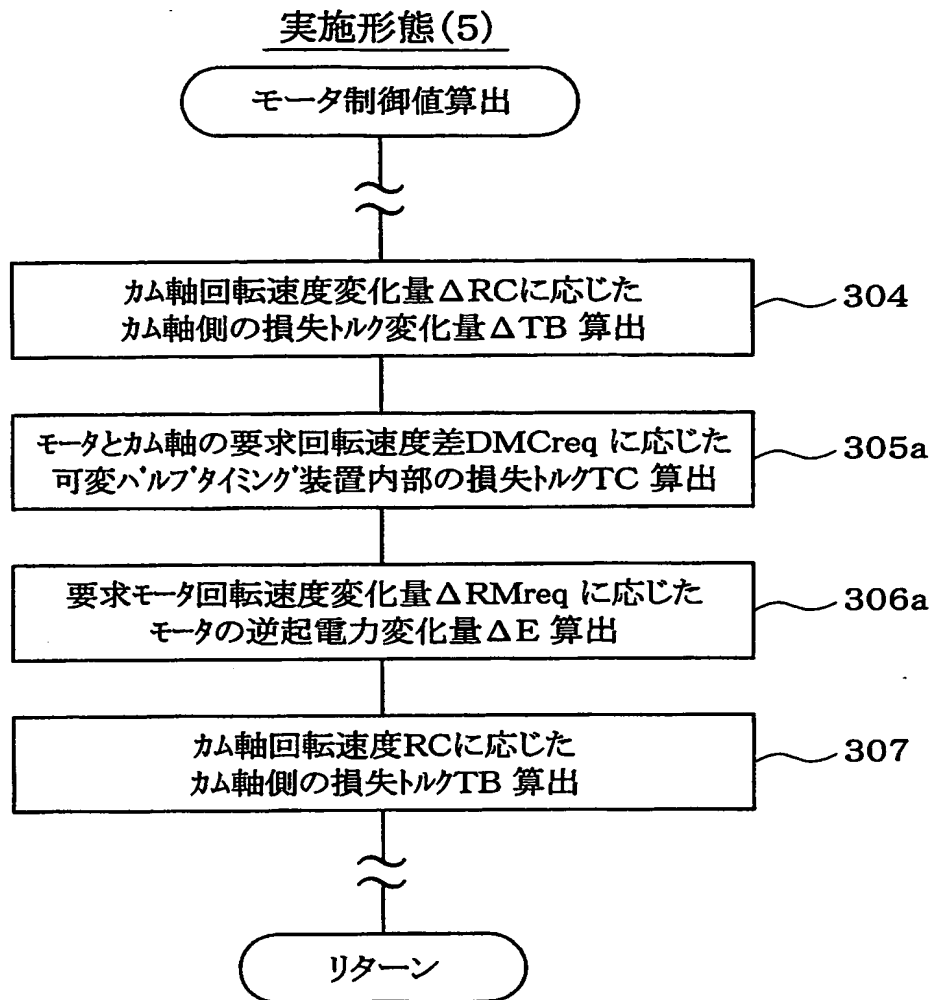 実施形態(5)
モータ制御値算出
カム軸回転速度変化量ΔRCに応じた
カム軸側の損失トルク変化量ΔTB 算出
304
モータとカム軸の要求回転速度差DMCreq に応じた
可変バルブタイミング装置内部の損失トルクTC 算出
305a
要求モータ回転速度変化量ΔRMreq に応じた
モータの逆起電力変化量ΔE 算出
306a
カム軸回転速度RCに応じた
カム軸側の損失トルクTB 算出
307
リターン